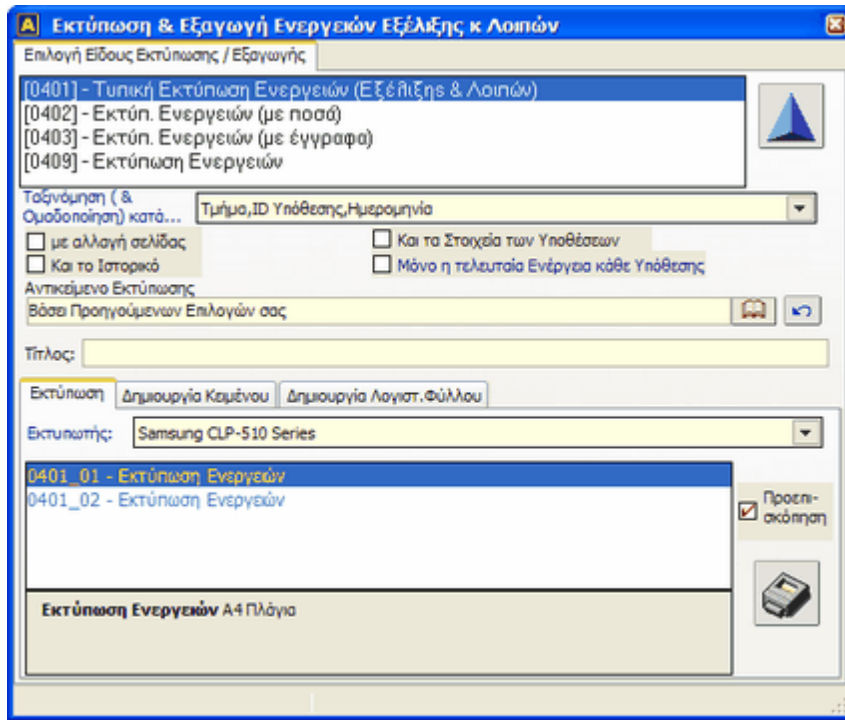 Εκτύπωση & Εξαγωγή Ενεργειών Εξέλιξης κ Λοιπών
Επιλογή Είδους Εκτύπωσης / Εξαγωγής
[0401] - Τυπική Εκτύπωση Ενεργειών (Εξέλιξης & Λοιπών)
[0402] - Εκτύπ. Ενεργειών (με ποσά)
[0403] - Εκτύπ. Ενεργειών (με έγγραφα)
[0409] - Εκτύπωση Ενεργειών
Ταξινόμηση ( &
Ομαδοποίηση) κατά...
Τμήμα,ID Υπόθεσης,Ημερομηνία
με αλλαγή σελίδας
Και τα Στοιχεία των Υποθέσεων
Και το Ιστορικό
Μόνο η τελευταία Ενέργεια κάθε Υπόθεσης
Αντικείμενο Εκτύπωσης
Βάσει Προηγούμενων Επιλογών σας
Τίτλος:
Εκτύπωση
Δημιουργία Κειμένου
Δημιουργία Λογιστ.Φύλλου
Εκτυπωτής:
Samsung CLP-510 Series
0401_01 - Εκτύπωση Ενεργειών
0401_02 - Εκτύπωση Ενεργειών
Προεπι-
σκόπηση
Εκτύπωση Ενεργειών A4 Πλάγια